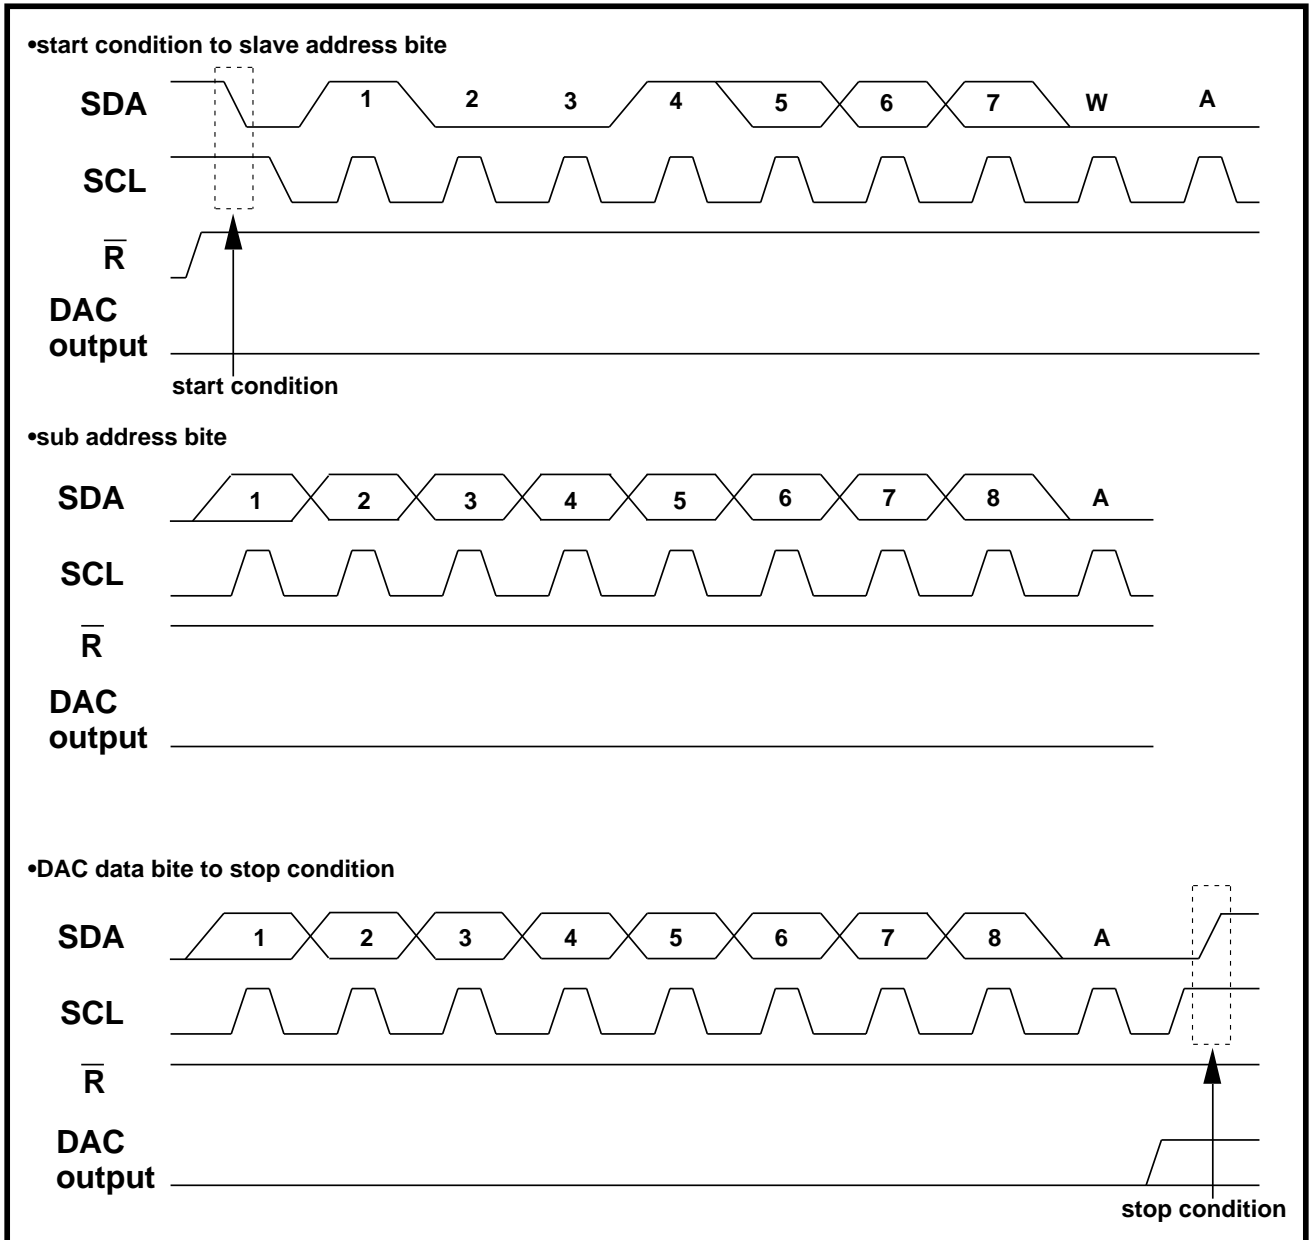 •start condition to slave address bite
SDA 1 2 3 4 5 6 7 W A
SCL
R̅
DAC
output
start condition
•sub address bite
SDA 1 2 3 4 5 6 7 8 A
SCL
R̅
DAC
output
•DAC data bite to stop condition
SDA 1 2 3 4 5 6 7 8 A
SCL
R̅
DAC
output
stop condition